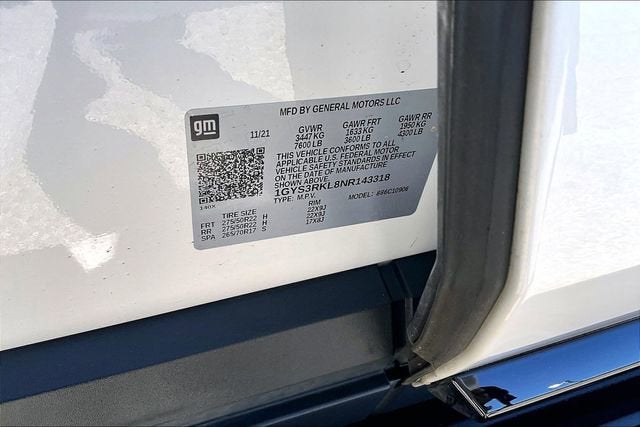 gm
MFD BY GENERAL MOTORS LLC
11/21 GVWR GAWR FRT GAWR RR
3447 KG 1633 KG 1950 KG
7600 LB 3600 LB 4300 LB
THIS VEHICLE CONFORMS TO ALL
APPLICABLE U.S. FEDERAL MOTOR
VEHICLE SAFETY STANDARDS IN EFFECT
ON THE DATE OF MANUFACTURE
SHOWN ABOVE.
1GYS3RKL8NR143318
140X TYPE: M.P.V. MODEL: 6C10906
TIRE SIZE RIM
FRT 275/50R22 H 22X9J
RR 275/50R22 H 22X9J
SPA 265/70R17 S 17X8J